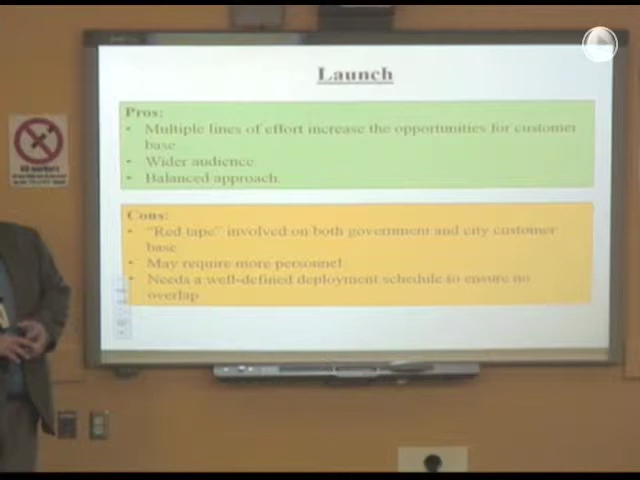 Launch
Pros:
• Multiple lines of effort increase the opportunities for customer
base
• Wider audience
• Balanced approach.
Cons:
• "Red tape" involved on both government and city customer
base
• May require more personnel
• Needs a well-defined deployment schedule to ensure no
overlap